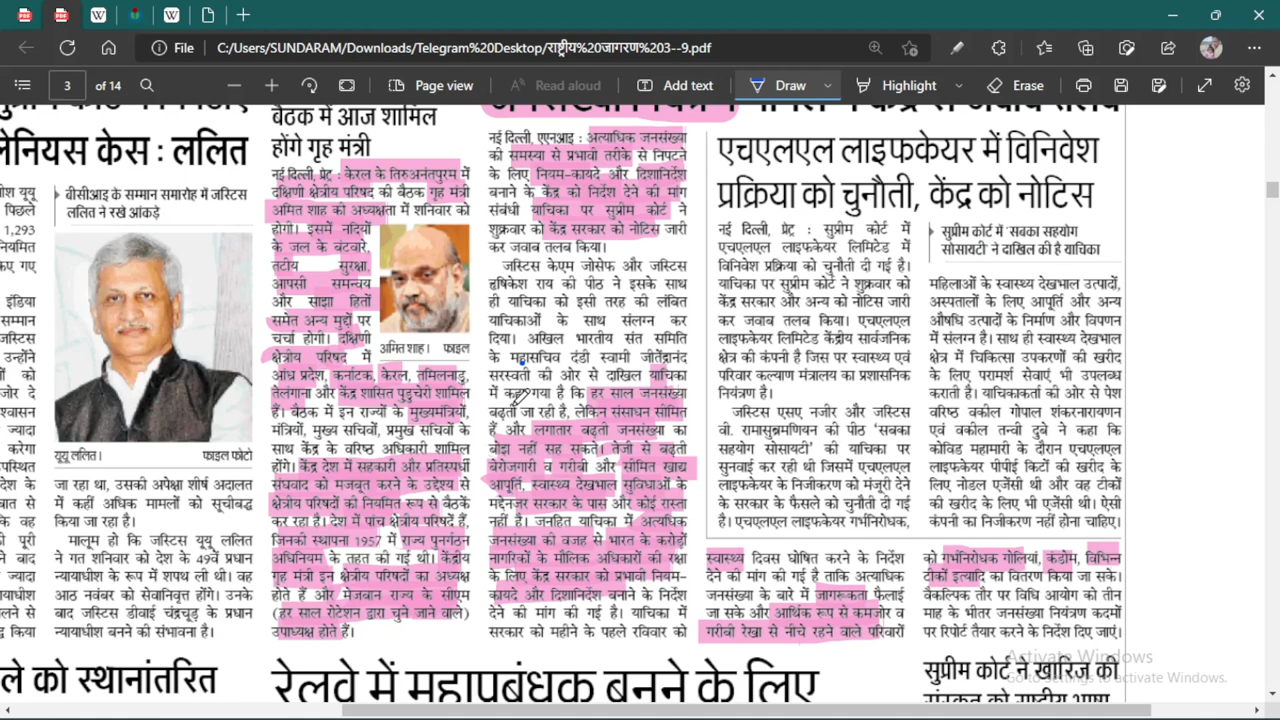 File C:/Users/SUNDARAM/Downloads/Telegram%20Desktop/राष्ट्रीय%20जागरण%203--9.pdf
3 of 14 Page view Read aloud Add text Draw Highlight Erase
लेनियस केस : ललित
वीसीआइ के सम्मान समारोह में जस्टिस
ललित ने रखे आंकड़े
शीश यूयू
पिछले
1,293
नियमित
कए गए
इंडिया
सम्मान
जस्टिस
उन्होंने
ों को
जोर दे
श्वासन
ज्यादा
करेगा
उपस्थित
देश के
बात से
कि वह
पूरी
ने बाद
ज्यादा
यालयों
ने से
द्ध किया
यूयू ललित। फाइल फोटो
जा रहा था, उसकी अपेक्षा शीर्ष अदालत
में कहीं अधिक मामलों को सूचीबद्ध
किया जा रहा है।
मालूम हो कि जस्टिस यूयू ललित
ने गत शनिवार को देश के 49वें प्रधान
न्यायाधीश के रूप में शपथ ली थी। वह
आठ नवंबर को सेवानिवृत्त होंगे। उनके
बाद जस्टिस डीवाई चंद्रचूड़ के प्रधान
न्यायाधीश बनने की संभावना है।
बैठक में आज शामिल
होंगे गृह मंत्री
नई दिल्ली, प्रेट्र : केरल के तिरुअनंतपुरम में
दक्षिणी क्षेत्रीय परिषद की बैठक गृह मंत्री
अमित शाह की अध्यक्षता में शनिवार को
होगी। इसमें नदियों
के जल के बंटवारे,
तटीय सुरक्षा,
आपसी समन्वय
और साझा हितों
समेत अन्य मुद्दों पर
चर्चा होगी। दक्षिणी
क्षेत्रीय परिषद में
अमित शाह। फाइल
आंध्र प्रदेश, कर्नाटक, केरल, तमिलनाडु,
तेलंगाना और केंद्र शासित पुडुचेरी शामिल
हैं। बैठक में इन राज्यों के मुख्यमंत्रियों,
मंत्रियों, मुख्य सचिवों, प्रमुख सचिवों के
साथ केंद्र के वरिष्ठ अधिकारी शामिल
होंगे। केंद्र देश में सहकारी और प्रतिस्पर्धी
संघवाद को मजबूत करने के उद्देश्य से
क्षेत्रीय परिषदों की नियमित रूप से बैठकें
कर रहा है। देश में पांच क्षेत्रीय परिषदें हैं,
जिनकी स्थापना 1957 में राज्य पुनर्गठन
अधिनियम के तहत की गई थी। केंद्रीय
गृह मंत्री इन क्षेत्रीय परिषदों का अध्यक्ष
होते हैं और मेजबान राज्य के सीएम
(हर साल रोटेशन द्वारा चुने जाने वाले)
उपाध्यक्ष होते हैं।
नई दिल्ली, एएनआइ : अत्याधिक जनसंख्या
की समस्या से प्रभावी तरीके से निपटने
के लिए नियम-कायदे और दिशानिर्देश
बनाने के केंद्र को निर्देश देने की मांग
संबंधी याचिका पर सुप्रीम कोर्ट ने
शुक्रवार को केंद्र सरकार को नोटिस जारी
कर जवाब तलब किया।
जस्टिस केएम जोसेफ और जस्टिस
हृषिकेश राय की पीठ ने इसके साथ
ही याचिका को इसी तरह की लंबित
याचिकाओं के साथ संलग्न कर
दिया। अखिल भारतीय संत समिति
के महासचिव दंडी स्वामी जीतेंद्रानंद
सरस्वती की ओर से दाखिल याचिका
में कहा गया है कि हर साल जनसंख्या
बढ़ती जा रही है, लेकिन संसाधन सीमित
हैं और लगातार बढ़ती जनसंख्या का
बोझ नहीं सह सकते। तेजी से बढ़ती
बेरोजगारी व गरीबी और सीमित खाद्य
आपूर्ति, स्वास्थ्य देखभाल सुविधाओं के
मद्देनजर सरकार के पास और कोई रास्ता
नहीं है। जनहित याचिका में अत्यधिक
जनसंख्या की वजह से भारत के करोड़ों
नागरिकों के मौलिक अधिकारों की रक्षा
के लिए केंद्र सरकार को प्रभावी नियम-
कायदे और दिशानिर्देश बनाने के निर्देश
देने की मांग की गई है। याचिका में
सरकार को महीने के पहले रविवार को
एचएलएल लाइफकेयर में विनिवेश
प्रक्रिया को चुनौती, केंद्र को नोटिस
नई दिल्ली, प्रेट्र : सुप्रीम कोर्ट में
एचएलएल लाइफकेयर लिमिटेड में
विनिवेश प्रक्रिया को चुनौती दी गई है।
याचिका पर सुप्रीम कोर्ट ने शुक्रवार को
केंद्र सरकार और अन्य को नोटिस जारी
कर जवाब तलब किया। एचएलएल
लाइफकेयर लिमिटेड केंद्रीय सार्वजनिक
क्षेत्र की कंपनी है जिस पर स्वास्थ्य एवं
परिवार कल्याण मंत्रालय का प्रशासनिक
नियंत्रण है।
जस्टिस एसए नजीर और जस्टिस
वी. रामासुब्रमणियन की पीठ 'सबका
सहयोग सोसायटी' की याचिका पर
सुनवाई कर रही थी जिसमें एचएलएल
लाइफकेयर के निजीकरण को मंजूरी देने
के सरकार के फैसले को चुनौती दी गई
है। एचएलएल लाइफकेयर गर्भनिरोधक,
सुप्रीम कोर्ट में 'सबका सहयोग
सोसायटी' ने दाखिल की है याचिका
महिलाओं के स्वास्थ्य देखभाल उत्पादों,
अस्पतालों के लिए आपूर्ति और अन्य
औषधि उत्पादों के निर्माण और विपणन
में संलग्न है। साथ ही स्वास्थ्य देखभाल
क्षेत्र में चिकित्सा उपकरणों की खरीद
के लिए परामर्श सेवाएं भी उपलब्ध
कराती है। याचिकाकर्ता की ओर से पेश
वरिष्ठ वकील गोपाल शंकरनारायणन
एवं वकील तन्वी दुबे ने कहा कि
कोविड महामारी के दौरान एचएलएल
लाइफकेयर पीपीई किटों की खरीद के
लिए नोडल एजेंसी थी और वह टीकों
की खरीद के लिए भी एजेंसी थी। ऐसी
कंपनी का निजीकरण नहीं होना चाहिए।
स्वास्थ्य दिवस घोषित करने के निर्देश
देने की मांग की गई है ताकि अत्याधिक
जनसंख्या के बारे में जागरूकता फैलाई
जा सके और आर्थिक रूप से कमजोर व
गरीबी रेखा से नीचे रहने वाले परिवारों
को गर्भनिरोधक गोलियां, कंडोम, विभिन्न
टीकों इत्यादि का वितरण किया जा सके।
वैकल्पिक तौर पर विधि आयोग को तीन
माह के भीतर जनसंख्या नियंत्रण कदमों
पर रिपोर्ट तैयार करने के निर्देश दिए जाएं।
ले को स्थानांतरित
रेलवे में महाप्रबंधक बनने के लिए
सुप्रीम कोर्ट ने खारिज की
Activate Windows
Go to Settings to activate Windows.